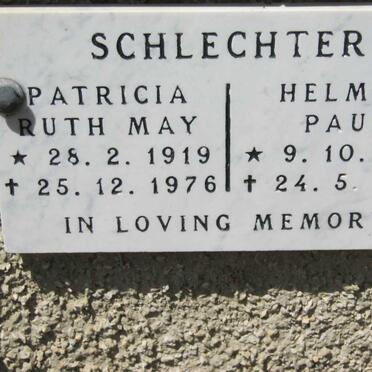 SCHLECHTER
PATRICIA HELM
RUTH MAY PAU
★ 28. 2. 1919 ★ 9. 10.
✝ 25. 12. 1976 ✝ 24. 5.
IN LOVING MEMOR